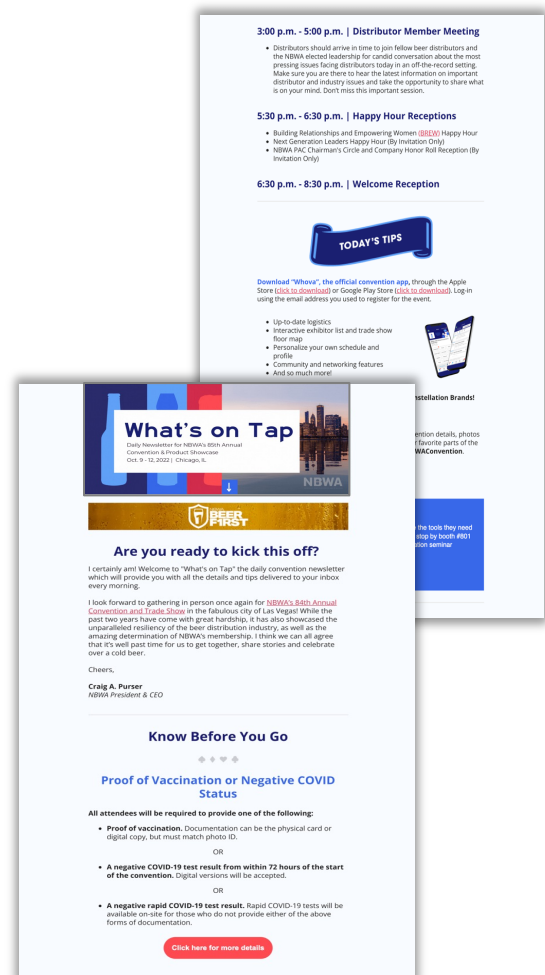 3:00 p.m. - 5:00 p.m. | Distributor Member Meeting
• Distributors should arrive in time to join fellow beer distributors and
the NBWA elected leadership for candid conversation about the most
pressing issues facing distributors today in an off-the-record setting.
Make sure you are there to hear the latest information on important
distributor and industry issues and take the opportunity to share what
is on your mind. Don't miss this important session.
5:30 p.m. - 6:30 p.m. | Happy Hour Receptions
• Building Relationships and Empowering Women (BREW) Happy Hour
• Next Generation Leaders Happy Hour (By Invitation Only)
• NBWA PAC Chairman's Circle and Company Honor Roll Reception (By
Invitation Only)
6:30 p.m. - 8:30 p.m. | Welcome Reception
TODAY'S TIPS
Download "Whova", the official convention app, through the Apple
Store (click to download) or Google Play Store (click to download). Log-in
using the email address you used to register for the event.
• Up-to-date logistics
• Interactive exhibitor list and trade show
floor map
• Personalize your own schedule and
profile
• Community and networking features
• And so much more!
nstellation Brands!
ention details, photos
r favorite parts of the
WAConvention.
the tools they need
stop by booth #801
tion seminar
What's on Tap
Daily Newsletter for NBWA's 85th Annual
Convention & Product Showcase
Oct. 9 - 12, 2022 | Chicago, IL
NBWA
BEER
FIRST
Are you ready to kick this off?
I certainly am! Welcome to "What's on Tap" the daily convention newsletter
which will provide you with all the details and tips delivered to your inbox
every morning.
I look forward to gathering in person once again for NBWA's 84th Annual
Convention and Trade Show in the fabulous city of Las Vegas! While the
past two years have come with great hardship, it has also showcased the
unparalleled resiliency of the beer distribution industry, as well as the
amazing determination of NBWA's membership. I think we can all agree
that it's well past time for us to get together, share stories and celebrate
over a cold beer.
Cheers,
Craig A. Purser
NBWA President & CEO
Know Before You Go
Proof of Vaccination or Negative COVID
Status
All attendees will be required to provide one of the following:
• Proof of vaccination. Documentation can be the physical card or
digital copy, but must match photo ID.
OR
• A negative COVID-19 test result from within 72 hours of the start
of the convention. Digital versions will be accepted.
OR
• A negative rapid COVID-19 test result. Rapid COVID-19 tests will be
available on-site for those who do not provide either of the above
forms of documentation.
Click here for more details